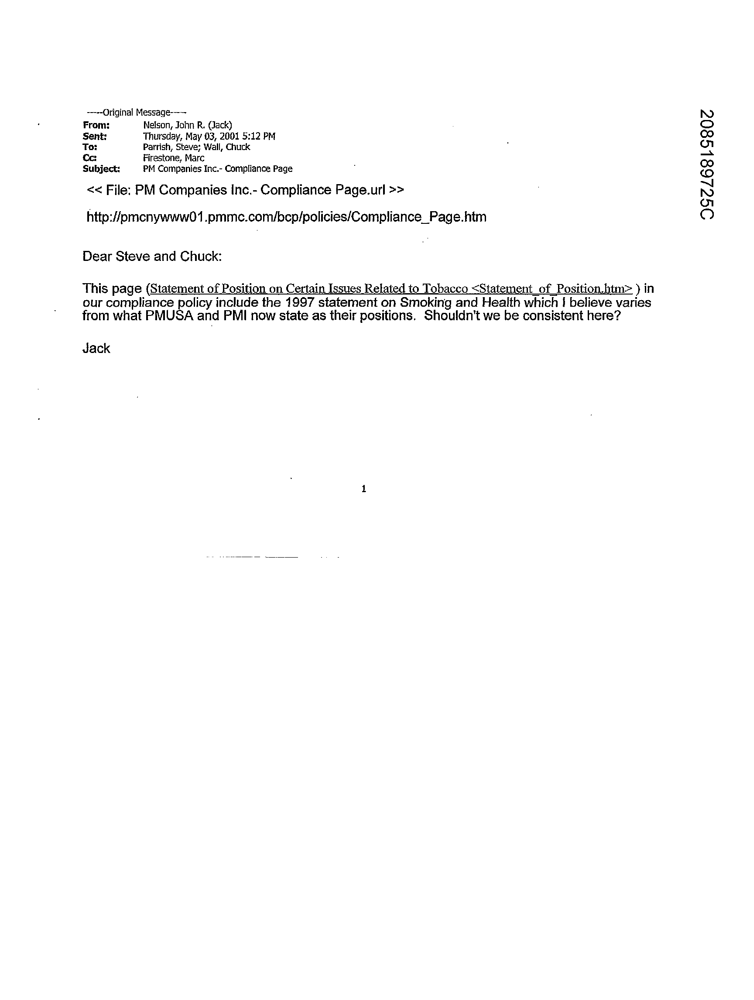 -----Original Message-----
From: Nelson, John R. (Jack)
Sent: Thursday, May 03, 2001 5:12 PM
To: Parrish, Steve; Wall, Chuck
Cc: Firestone, Marc
Subject: PM Companies Inc.- Compliance Page
<< File: PM Companies Inc.- Compliance Page.url >>
http://pmcnywww01.pmmc.com/bcp/policies/Compliance_Page.htm
Dear Steve and Chuck:
This page (Statement of Position on Certain Issues Related to Tobacco <Statement_of_Position.htm> ) in
our compliance policy include the 1997 statement on Smoking and Health which I believe varies
from what PMUSA and PMI now state as their positions.  Shouldn't we be consistent here?
Jack
1
2085189725C